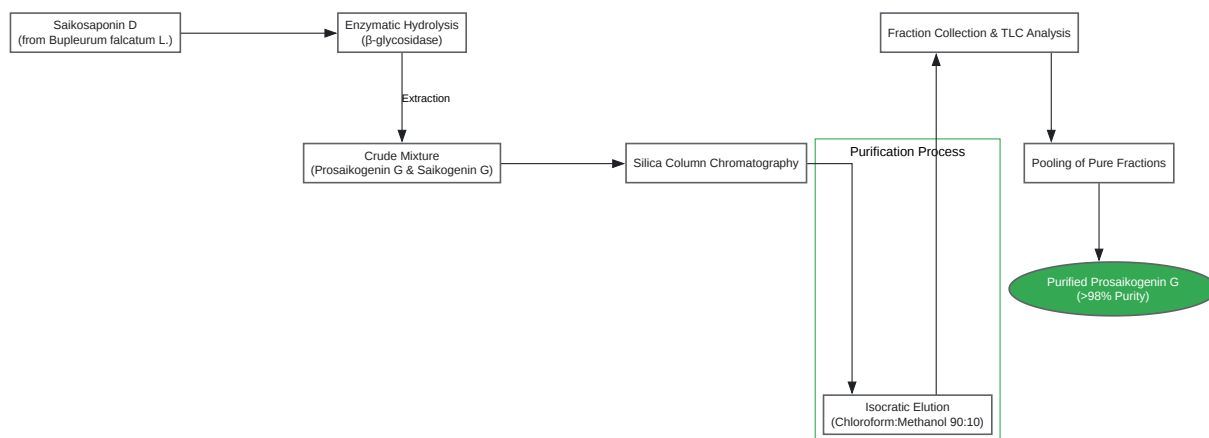 Saikosaponin D
(from Bupleurum falcatum L.)
Enzymatic Hydrolysis
(β-glycosidase)
Extraction
Crude Mixture
(Prosaikogenin G & Saikogenin G)
Silica Column Chromatography
Purification Process
Isocratic Elution
(Chloroform:Methanol 90:10)
Fraction Collection & TLC Analysis
Pooling of Pure Fractions
Purified Prosaikogenin G
(>98% Purity)